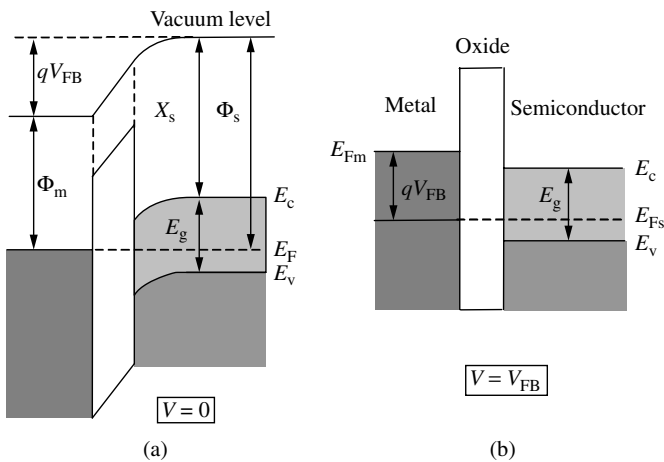 Vacuum level
qV_FB
X_s
Φ_s
Φ_m
E_c
E_g
E_F
E_v
V = 0
(a)
Oxide
Metal
Semiconductor
E_Fm
qV_FB
E_c
E_g
E_Fs
E_v
V = V_FB
(b)